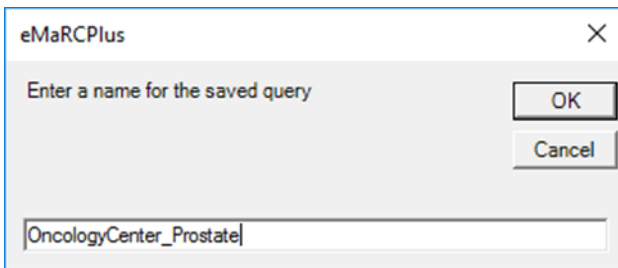 eMaRCPlus
Enter a name for the saved query
OK
Cancel
OncologyCenter_Prostate